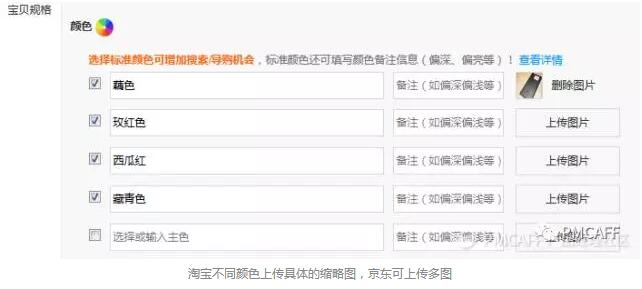 宝贝规格
颜色
选择标准颜色可增加搜索/导购机会，标准颜色还可填写颜色备注信息（偏深、偏亮等）！ 查看详情
藕色 备注（如偏深偏浅等） 删除图片
玫红色 备注（如偏深偏浅等） 上传图片
西瓜红 备注（如偏深偏浅等） 上传图片
藏青色 备注（如偏深偏浅等） 上传图片
选择或输入主色 备注（如偏深偏浅等） 上传图片
PMCAFF
淘宝不同颜色上传具体的缩略图，京东可上传多图